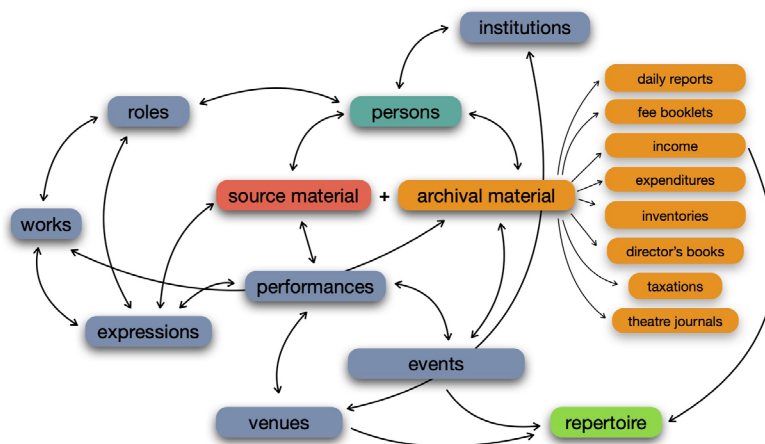 institutions
daily reports
roles
persons
fee booklets
income
expenditures
source material + archival material
inventories
works
director's books
performances
taxations
expressions
theatre journals
events
venues
repertoire